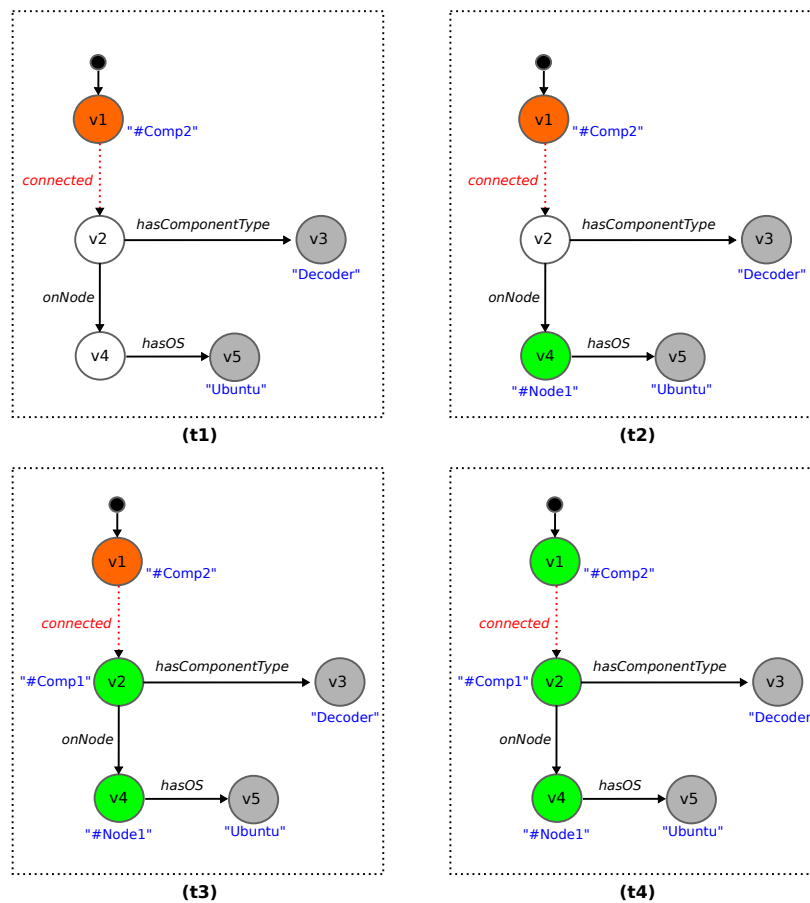 v1
"#Comp2"
connected
v2
hasComponentType
v3
"Decoder"
onNode
v4
hasOS
v5
"Ubuntu"
(t1)
v1
"#Comp2"
connected
v2
hasComponentType
v3
"Decoder"
onNode
v4
hasOS
v5
"#Node1"
"Ubuntu"
(t2)
v1
"#Comp2"
connected
"#Comp1"
v2
hasComponentType
v3
"Decoder"
onNode
v4
hasOS
v5
"#Node1"
"Ubuntu"
(t3)
v1
"#Comp2"
connected
"#Comp1"
v2
hasComponentType
v3
"Decoder
onNode
v4
hasOS
v5
"#Node1"
"Ubuntu"
(t4)